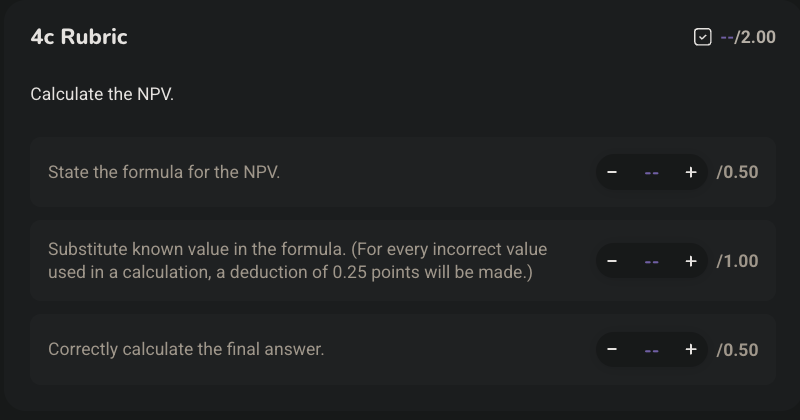 4c Rubric
--/2.00
Calculate the NPV.
State the formula for the NPV.
− -- + /0.50
Substitute known value in the formula. (For every incorrect value
used in a calculation, a deduction of 0.25 points will be made.)
− -- + /1.00
Correctly calculate the final answer.
− -- + /0.50